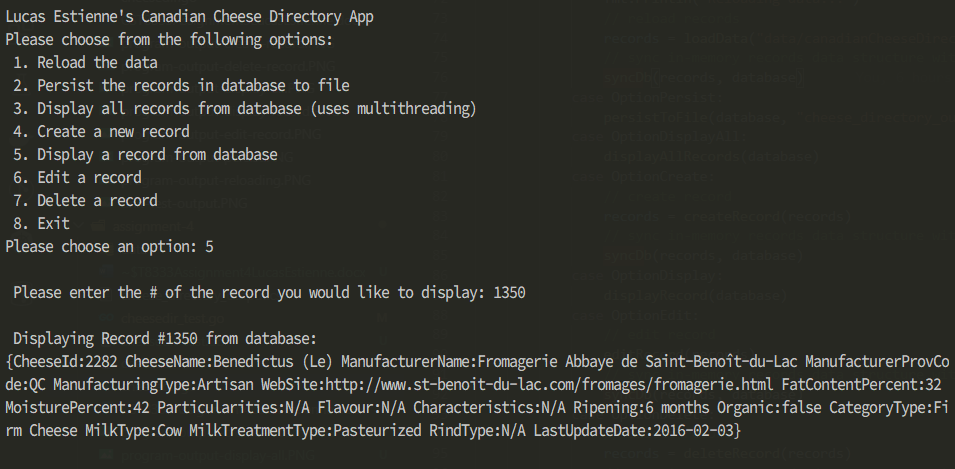 Lucas Estienne's Canadian Cheese Directory App
Please choose from the following options:
1. Reload the data
2. Persist the records in database to file
3. Display all records from database (uses multithreading)
4. Create a new record
5. Display a record from database
6. Edit a record
7. Delete a record
8. Exit
Please choose an option: 5
Please enter the # of the record you would like to display: 1350
Displaying Record #1350 from database:
{CheeseId:2282 CheeseName:Benedictus (Le) ManufacturerName:Fromagerie Abbaye de Saint-Benoît-du-Lac ManufacturerProvCo
de:QC ManufacturingType:Artisan WebSite:http://www.st-benoit-du-lac.com/fromages/fromagerie.html FatContentPercent:32
MoisturePercent:42 Particularities:N/A Flavour:N/A Characteristics:N/A Ripening:6 months Organic:false CategoryType:Fi
rm Cheese MilkType:Cow MilkTreatmentType:Pasteurized RindType:N/A LastUpdateDate:2016-02-03}